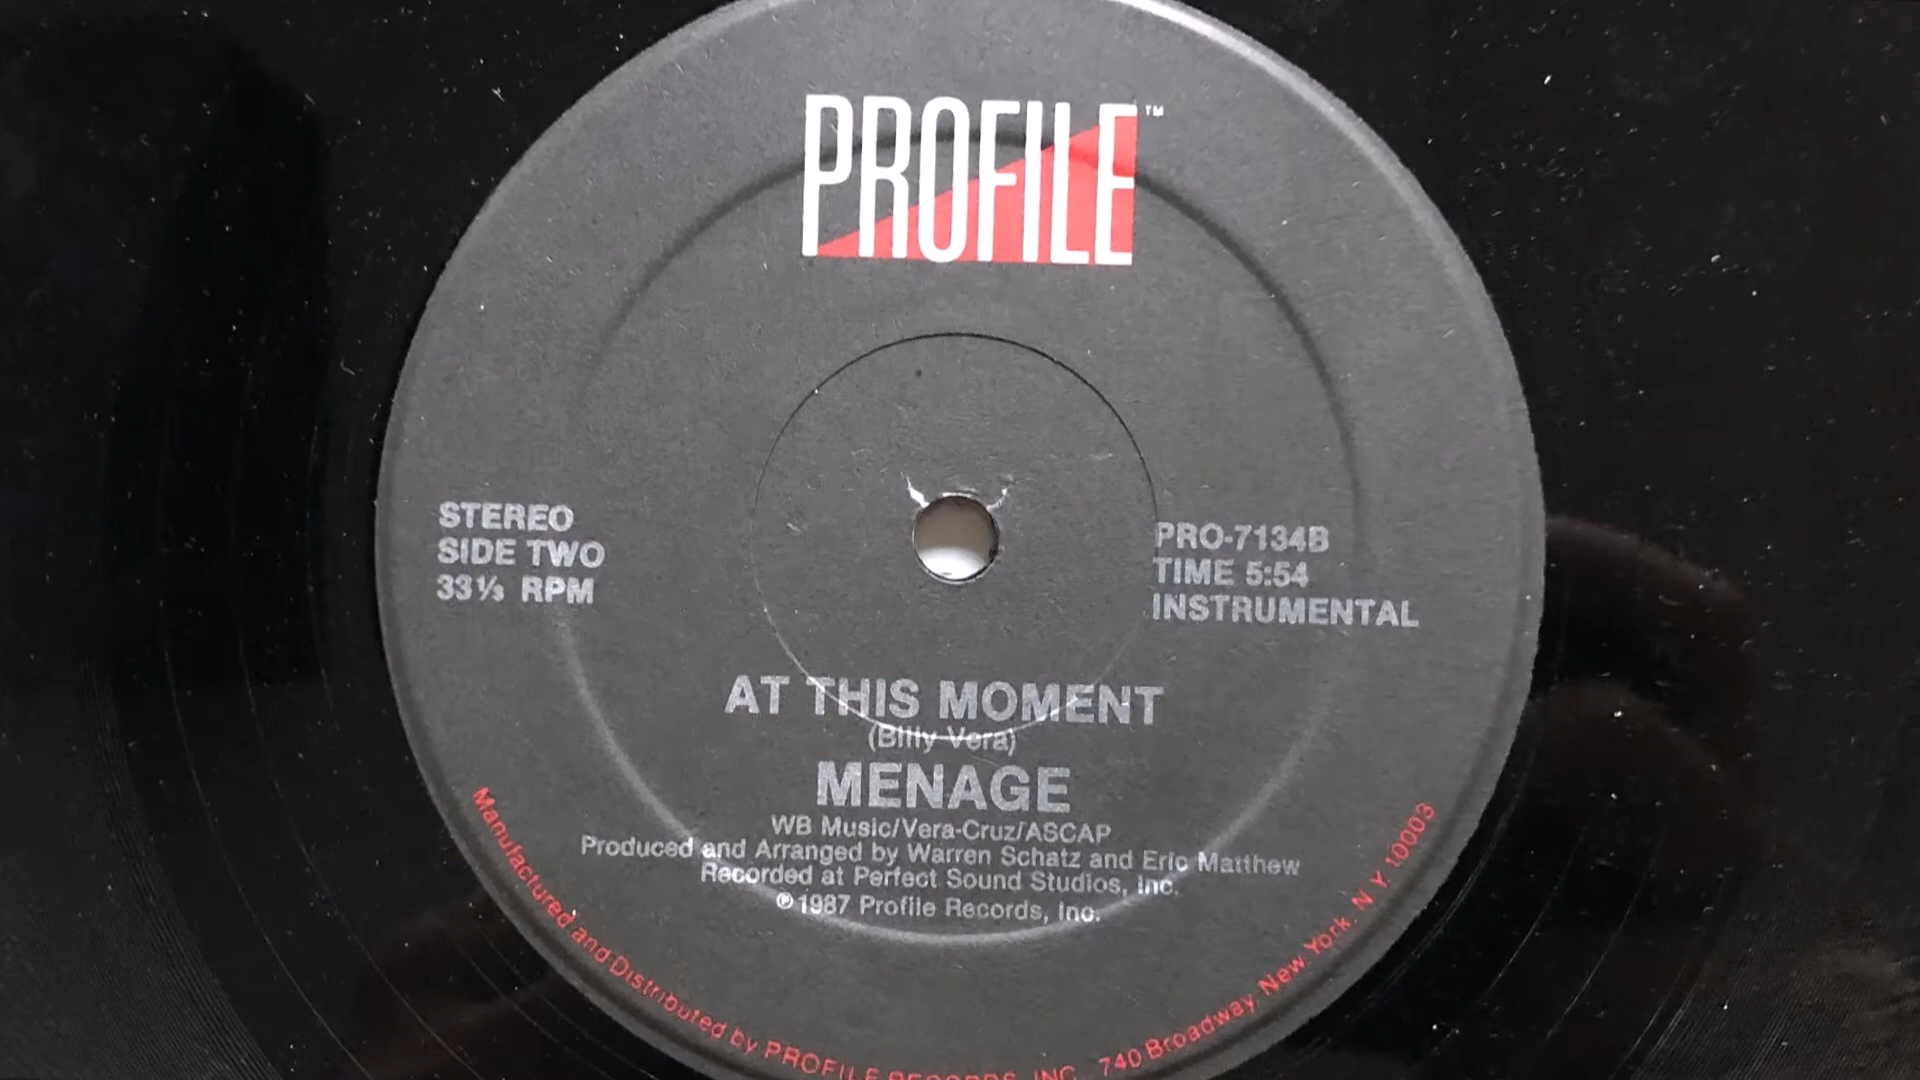 PROFILE™
STEREO
SIDE TWO
33⅓ RPM
PRO-7134B
TIME 5:54
INSTRUMENTAL
AT THIS MOMENT
(Billy Vera)
MENAGE
WB Music/Vera-Cruz/ASCAP
Produced and Arranged by Warren Schatz and Eric Matthew
Recorded at Perfect Sound Studios, Inc.
℗ 1987 Profile Records, Inc.
Manufactured and Distributed by PROFILE RECORDS, INC. 740 Broadway New York N Y 10003